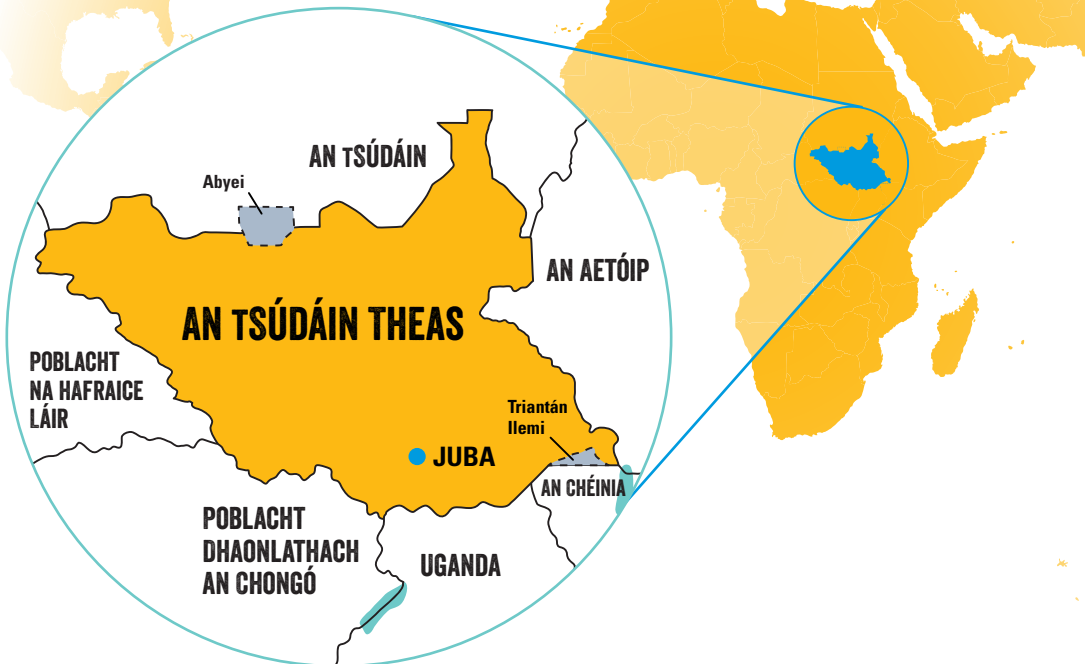 AN TSÚDÁIN
Abyei
AN AETÓIP
AN TSÚDÁIN THEAS
POBLACHT
NA HAFRAICE
LÁIR
Triantán
Ilemi
JUBA
AN CHÉINIA
POBLACHT
DHAONLATHACH
AN CHONGÓ
UGANDA